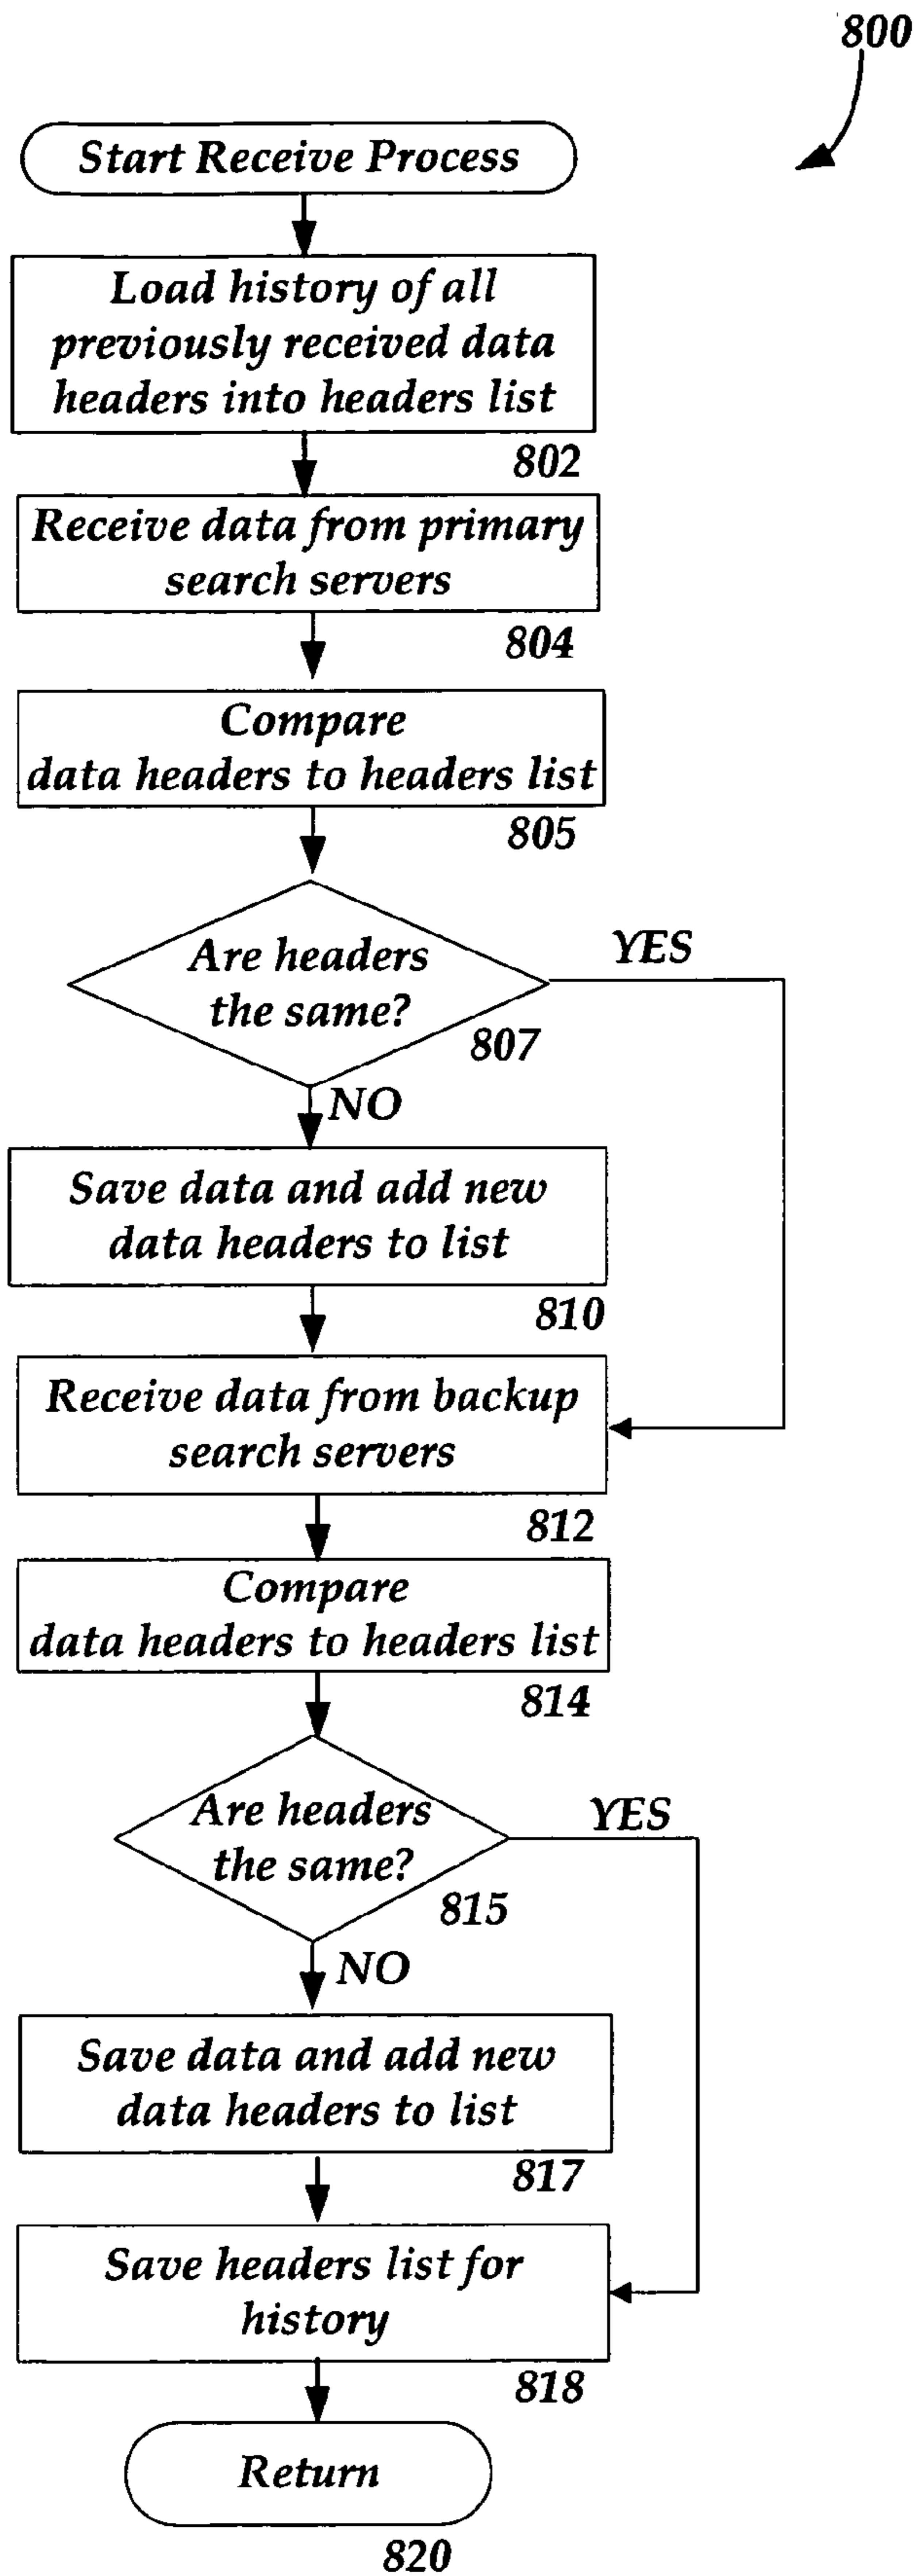 800
Start Receive Process
Load history of all
previously received data
headers into headers list
802
Receive data from primary
search servers
804
Compare
data headers to headers list
805
Are headers
the same?
807
YES
NO
Save data and add new
data headers to list
810
Receive data from backup
search servers
812
Compare
data headers to headers list
814
Are headers
the same?
815
YES
NO
Save data and add new
data headers to list
817
Save headers list for
history
818
Return
820